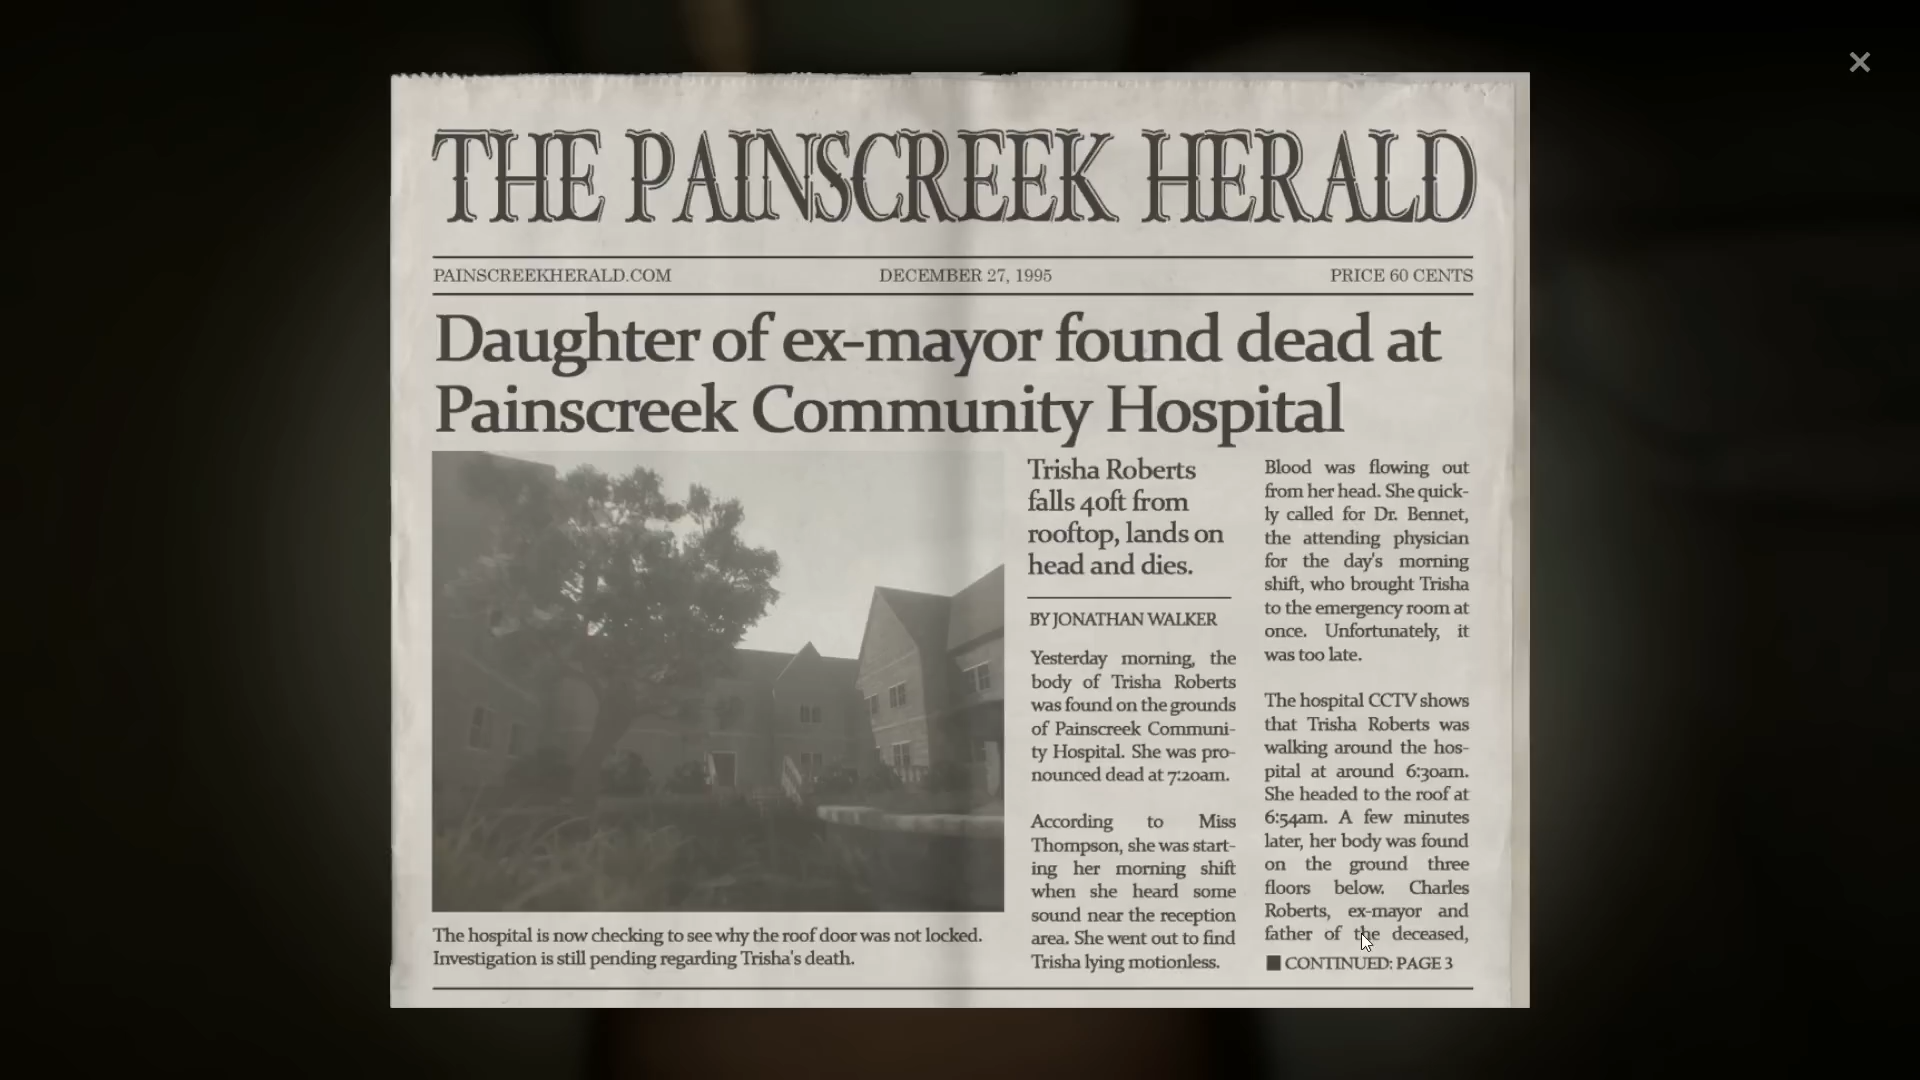 THE PAINSCREEK HERALD
PAINSCREEKHERALD.COM DECEMBER 27, 1995 PRICE 60 CENTS
Daughter of ex-mayor found dead at
Painscreek Community Hospital
Trisha Roberts
falls 40ft from
rooftop, lands on
head and dies.
BY JONATHAN WALKER
Yesterday morning, the
body of Trisha Roberts
was found on the grounds
of Painscreek Communi-
ty Hospital. She was pro-
nounced dead at 7:20am.
According to Miss
Thompson, she was start-
ing her morning shift
when she heard some
sound near the reception
area. She went out to find
Trisha lying motionless.
Blood was flowing out
from her head. She quick-
ly called for Dr. Bennet,
the attending physician
for the day's morning
shift, who brought Trisha
to the emergency room at
once. Unfortunately, it
was too late.
The hospital CCTV shows
that Trisha Roberts was
walking around the hos-
pital at around 6:30am.
She headed to the roof at
6:54am. A few minutes
later, her body was found
on the ground three
floors below. Charles
Roberts, ex-mayor and
father of the deceased,
CONTINUED: PAGE 3
The hospital is now checking to see why the roof door was not locked.
Investigation is still pending regarding Trisha's death.